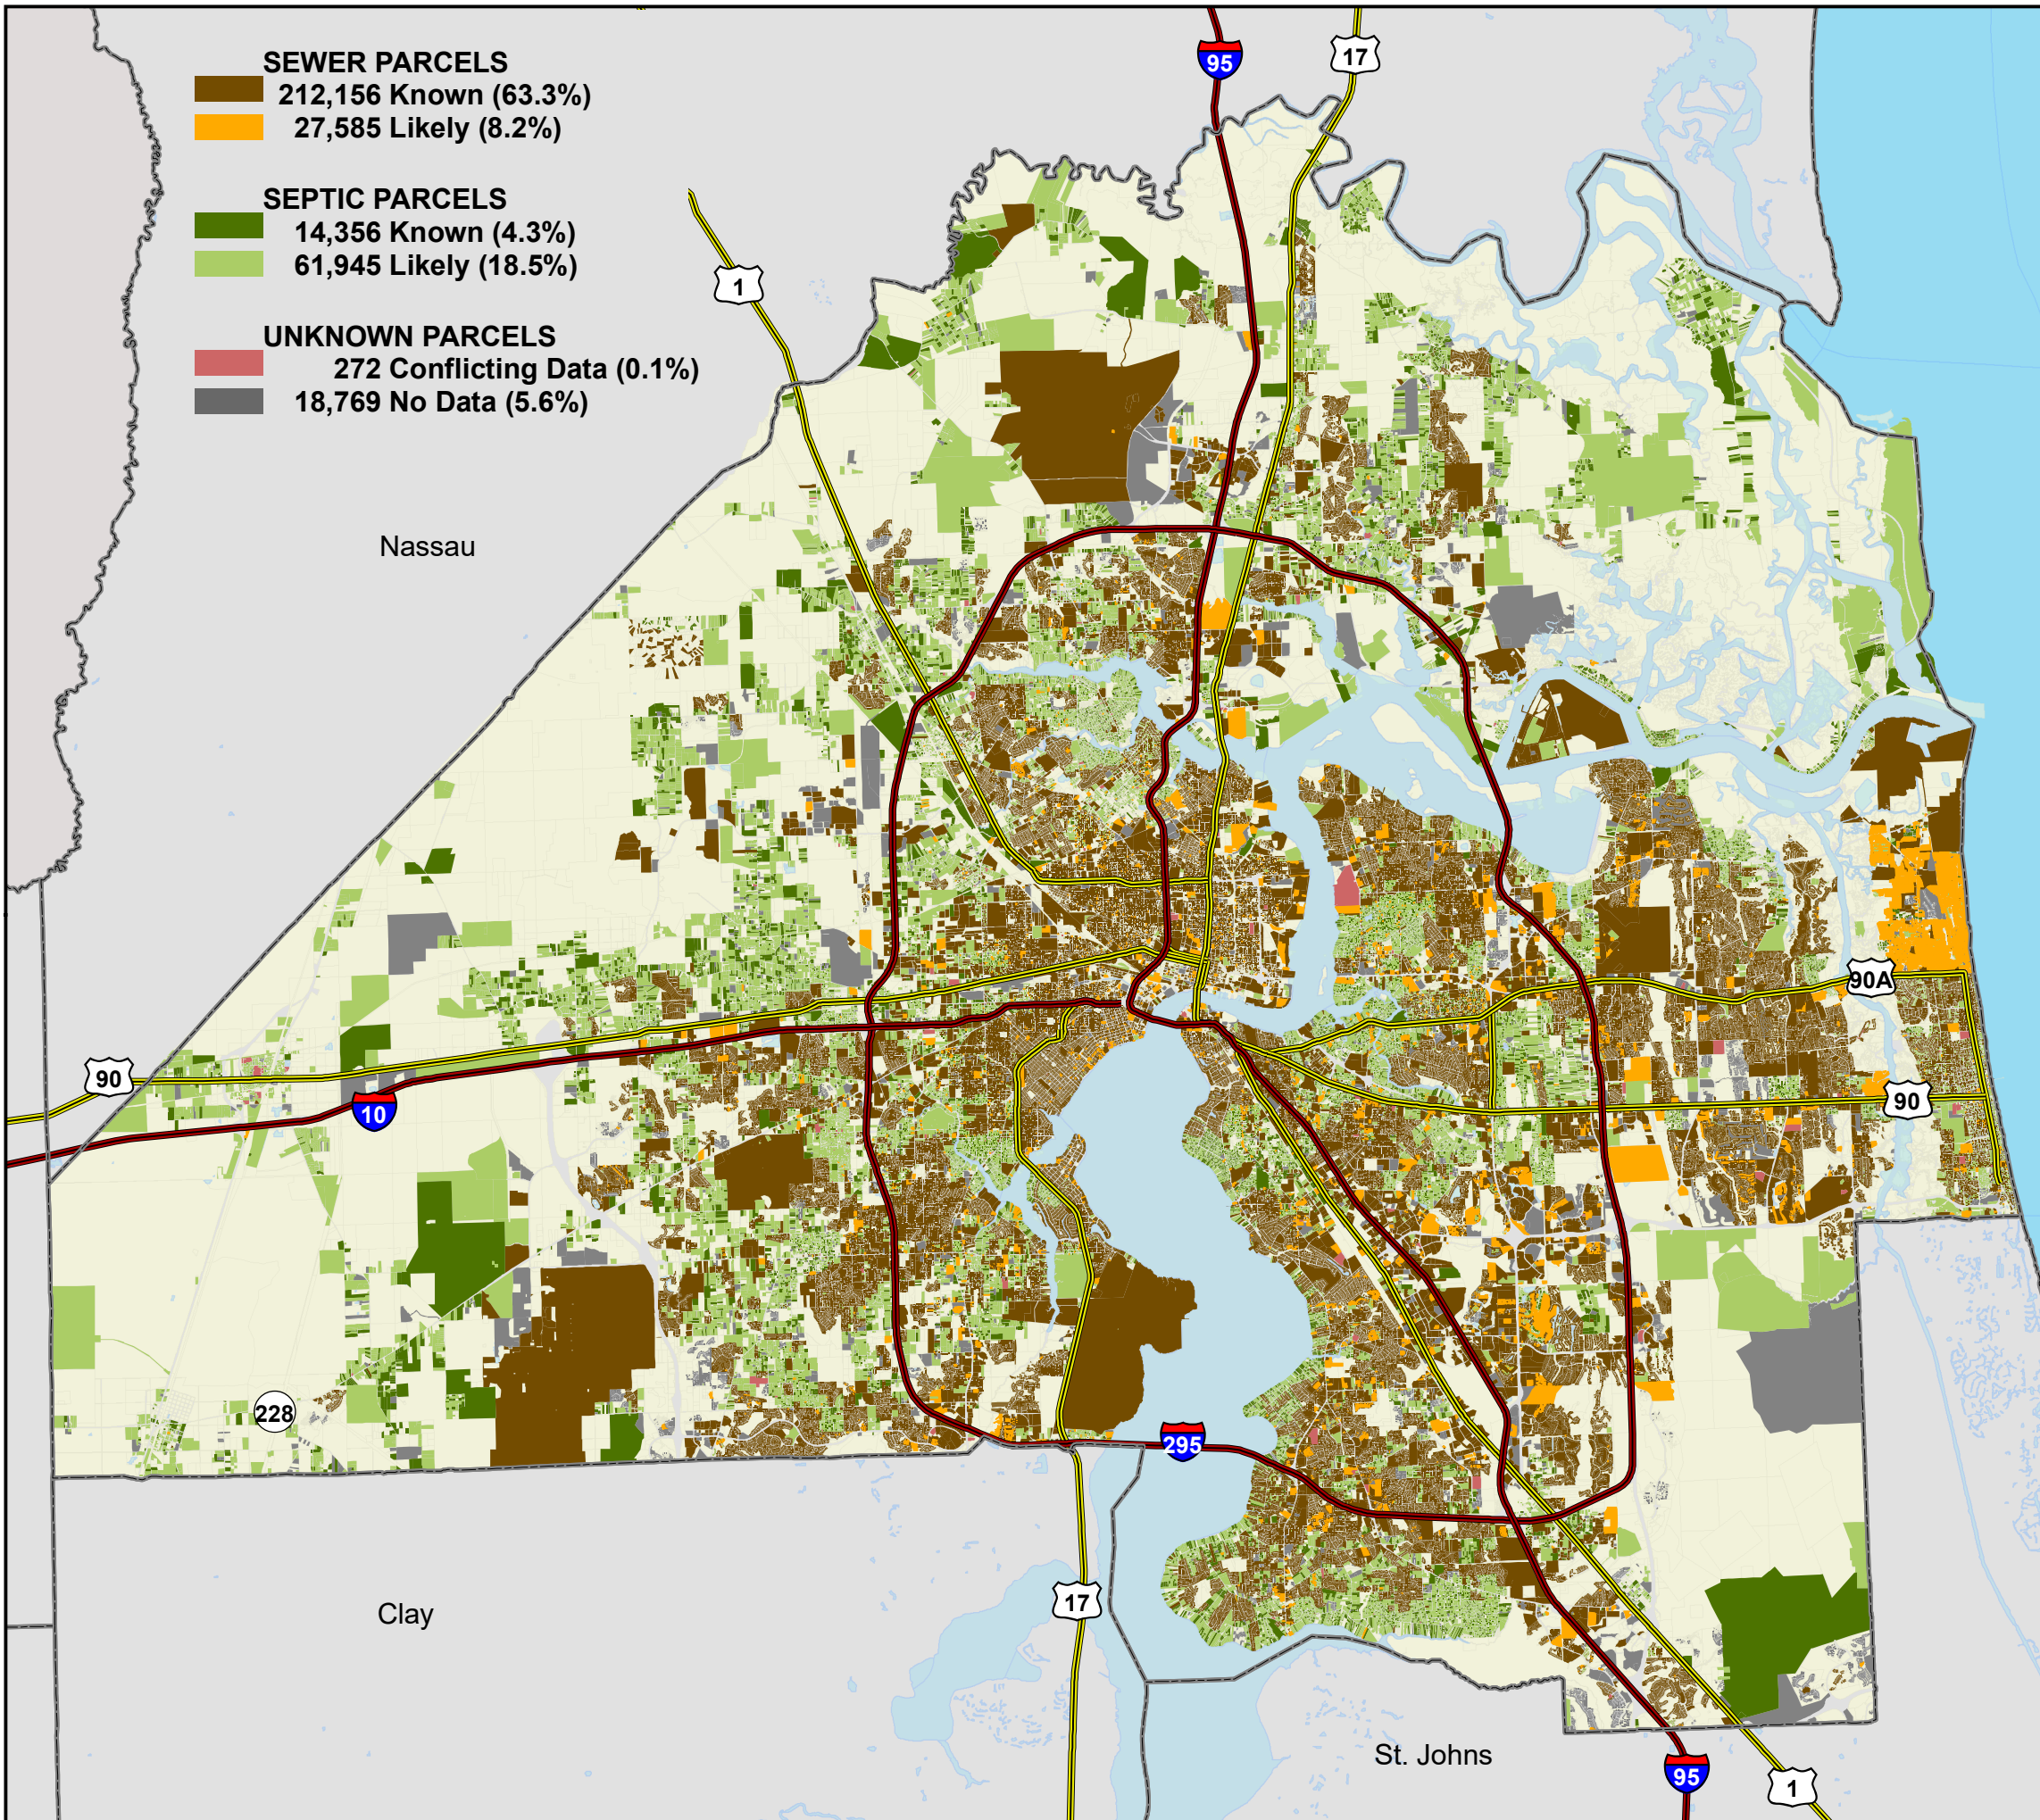 SEWER PARCELS
212,156 Known (63.3%)
27,585 Likely (8.2%)
SEPTIC PARCELS
14,356 Known (4.3%)
61,945 Likely (18.5%)
UNKNOWN PARCELS
272 Conflicting Data (0.1%)
18,769 No Data (5.6%)
95
17
1
Nassau
90A
90
90
10
228
295
17
Clay
St. Johns
95
1